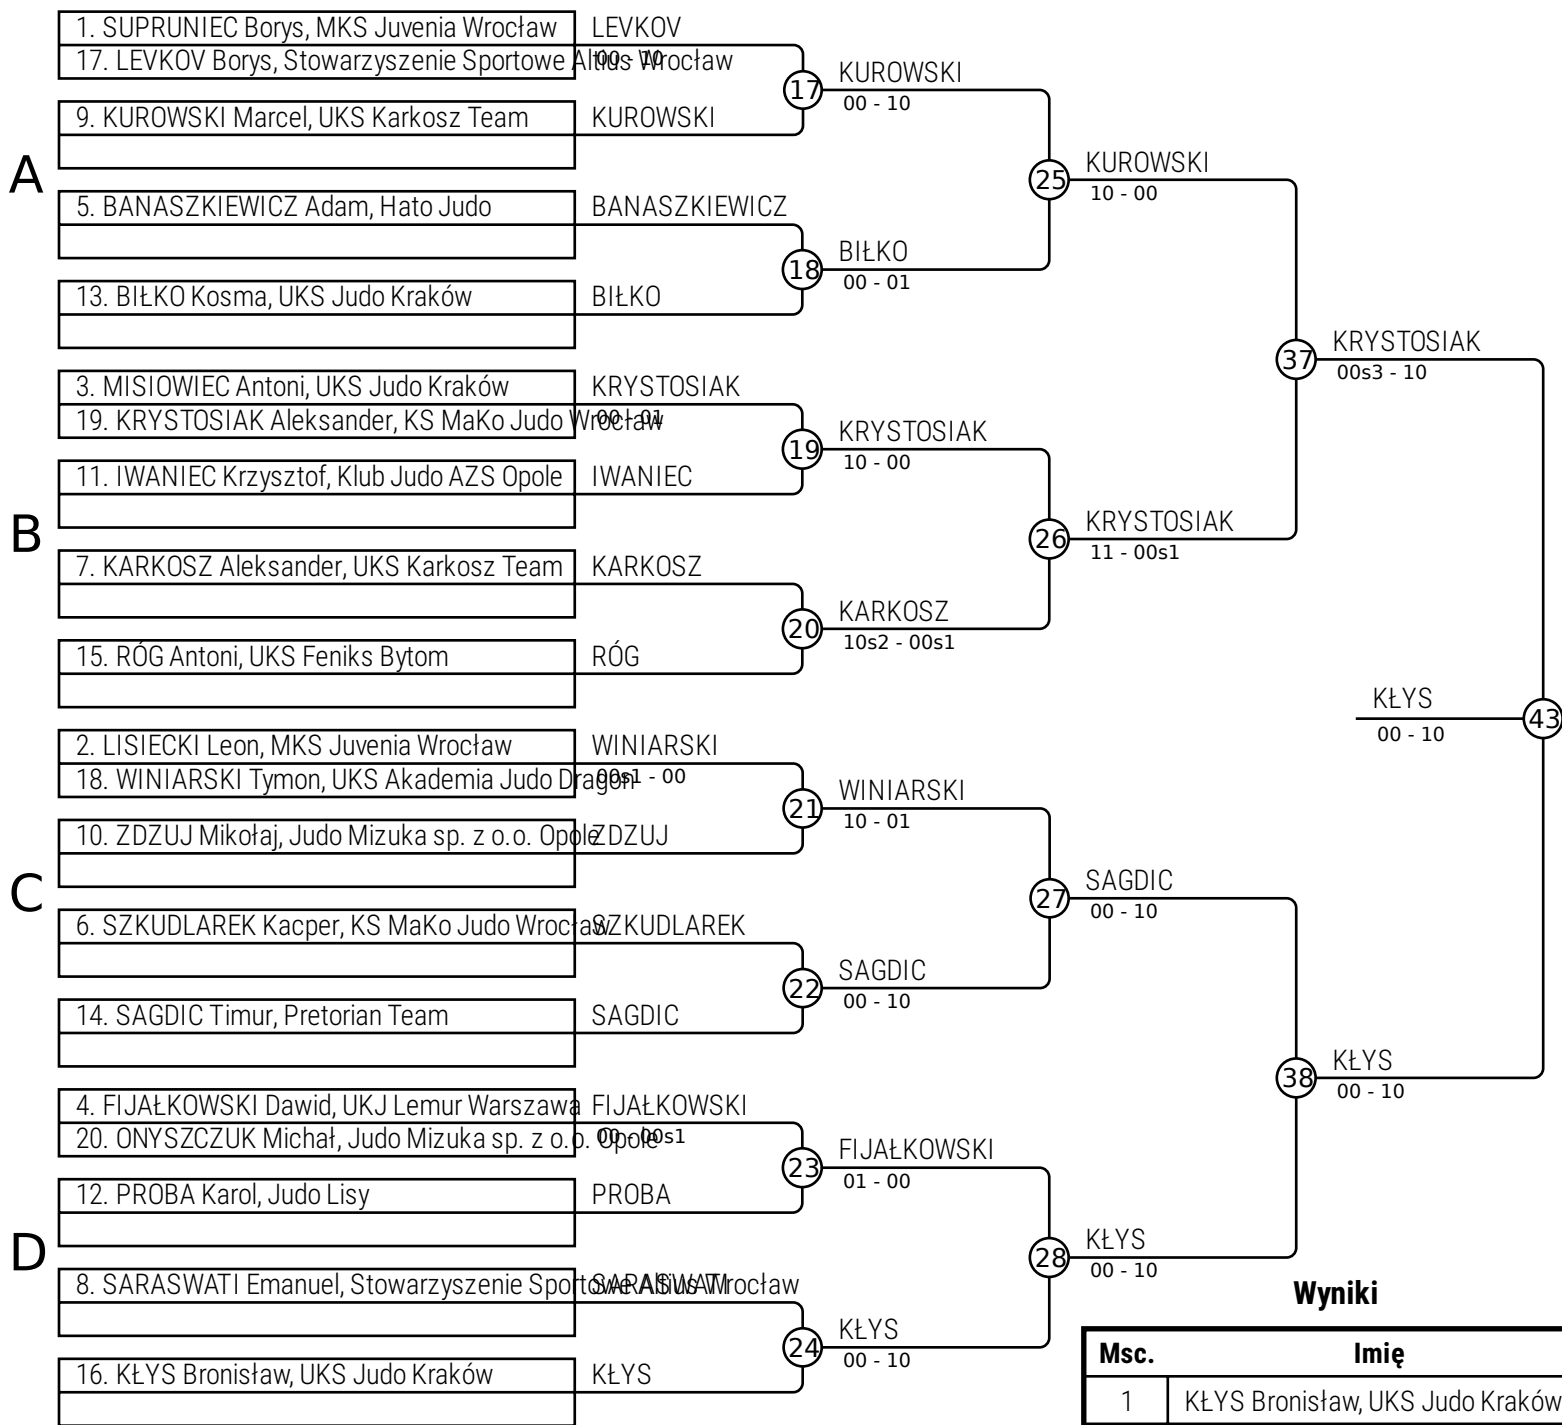 1. SUPRUNIEC Borys, MKS Juvenia Wrocław LEVKOV
17. LEVKOV Borys, Stowarzyszenie Sportowe Altius Wrocław 00 - 10
17 KUROWSKI
00 - 10
9. KUROWSKI Marcel, UKS Karkosz Team KUROWSKI
A
25 KUROWSKI
10 - 00
5. BANASZKIEWICZ Adam, Hato Judo BANASZKIEWICZ
18 BIŁKO
00 - 01
13. BIŁKO Kosma, UKS Judo Kraków BIŁKO
37 KRYSTOSIAK
00s3 - 10
3. MISIOWIEC Antoni, UKS Judo Kraków KRYSTOSIAK
19. KRYSTOSIAK Aleksander, KS MaKo Judo Wrocław 00 - 01
19 KRYSTOSIAK
10 - 00
11. IWANIEC Krzysztof, Klub Judo AZS Opole IWANIEC
B
26 KRYSTOSIAK
11 - 00s1
7. KARKOSZ Aleksander, UKS Karkosz Team KARKOSZ
20 KARKOSZ
10s2 - 00s1
15. RÓG Antoni, UKS Feniks Bytom RÓG
KŁYS 43
00 - 10
2. LISIECKI Leon, MKS Juvenia Wrocław WINIARSKI
18. WINIARSKI Tymon, UKS Akademia Judo Dragon 00s1 - 00
21 WINIARSKI
10 - 01
10. ZDZUJ Mikołaj, Judo Mizuka sp. z o.o. Opole ZDZUJ
C
27 SAGDIC
00 - 10
6. SZKUDLAREK Kacper, KS MaKo Judo Wrocław SZKUDLAREK
22 SAGDIC
00 - 10
14. SAGDIC Timur, Pretorian Team SAGDIC
38 KŁYS
00 - 10
4. FIJAŁKOWSKI Dawid, UKJ Lemur Warszawa FIJAŁKOWSKI
20. ONYSZCZUK Michał, Judo Mizuka sp. z o.o. Opole 00 - 00s1
23 FIJAŁKOWSKI
01 - 00
12. PROBA Karol, Judo Lisy PROBA
D
28 KŁYS
00 - 10
8. SARASWATI Emanuel, Stowarzyszenie Sportowe Altius Wrocław SARASWATI
24 KŁYS
00 - 10
16. KŁYS Bronisław, UKS Judo Kraków KŁYS
Wyniki
Msc. Imię
1 KŁYS Bronisław, UKS Judo Kraków